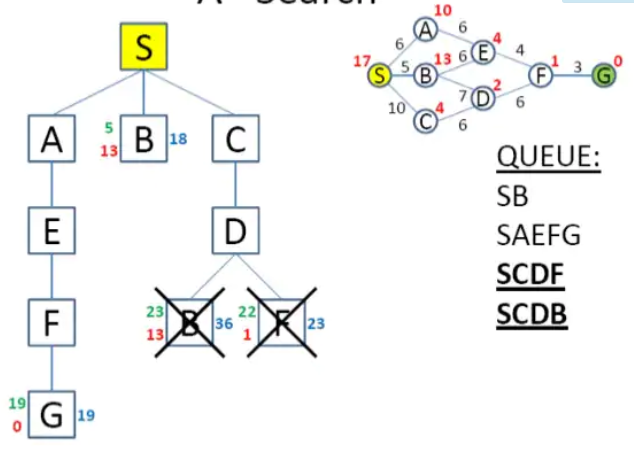 A* Search
S
A
5
13
B
18
C
E
D
F
23
13
B
36
22
1
F
23
19
0
G
19
10
A
6
6
4
E
17
S
5
B
13
6
4
1
F
3
0
G
10
7
2
D
6
4
C
6
QUEUE:
SB
SAEFG
SCDF
SCDB